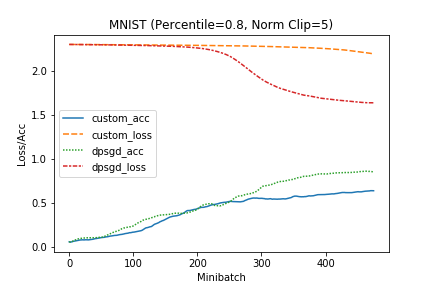 MNIST (Percentile=0.8, Norm Clip=5)
Loss/Acc
2.0
1.5
1.0
0.5
0.0
custom_acc
custom_loss
dpsgd_acc
dpsgd_loss
0
100
200
300
400
Minibatch